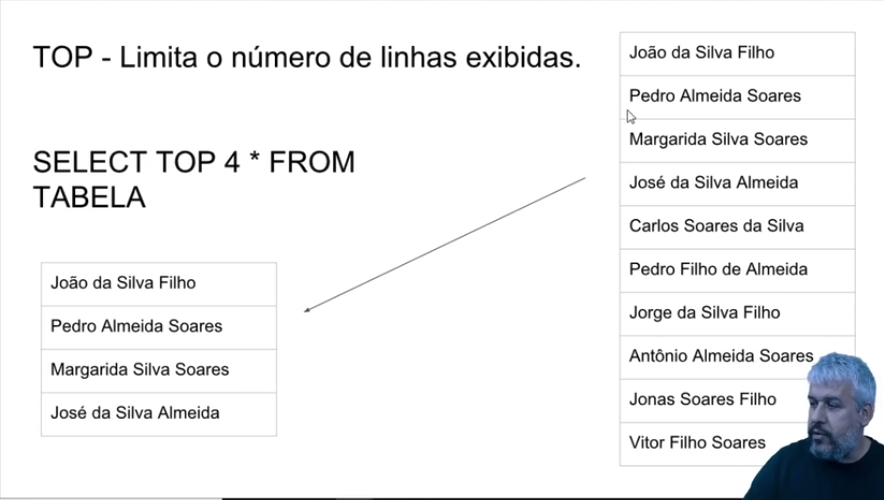 TOP - Limita o número de linhas exibidas.
SELECT TOP 4 * FROM
TABELA
João da Silva Filho
Pedro Almeida Soares
Margarida Silva Soares
José da Silva Almeida
João da Silva Filho
Pedro Almeida Soares
Margarida Silva Soares
José da Silva Almeida
Carlos Soares da Silva
Pedro Filho de Almeida
Jorge da Silva Filho
Antônio Almeida Soares
Jonas Soares Filho
Vitor Filho Soares